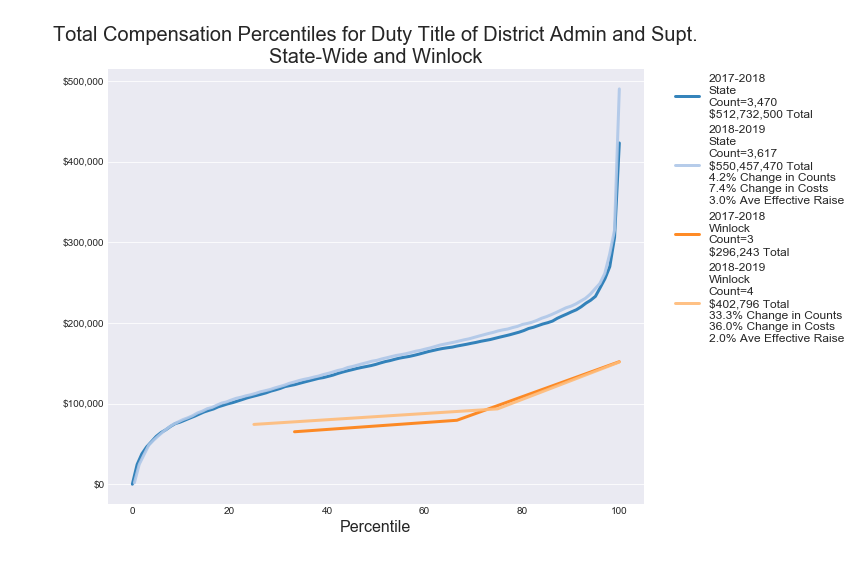 Total Compensation Percentiles for Duty Title of District Admin and Supt.
State-Wide and Winlock
$500,000
$400,000
$300,000
$200,000
$100,000
$0
0
20
40
60
80
100
Percentile
2017-2018
State
Count=3,470
$512,732,500 Total
2018-2019
State
Count=3,617
$550,457,470 Total
4.2% Change in Counts
7.4% Change in Costs
3.0% Ave Effective Raise
2017-2018
Winlock
Count=3
$296,243 Total
2018-2019
Winlock
Count=4
$402,796 Total
33.3% Change in Counts
36.0% Change in Costs
2.0% Ave Effective Raise